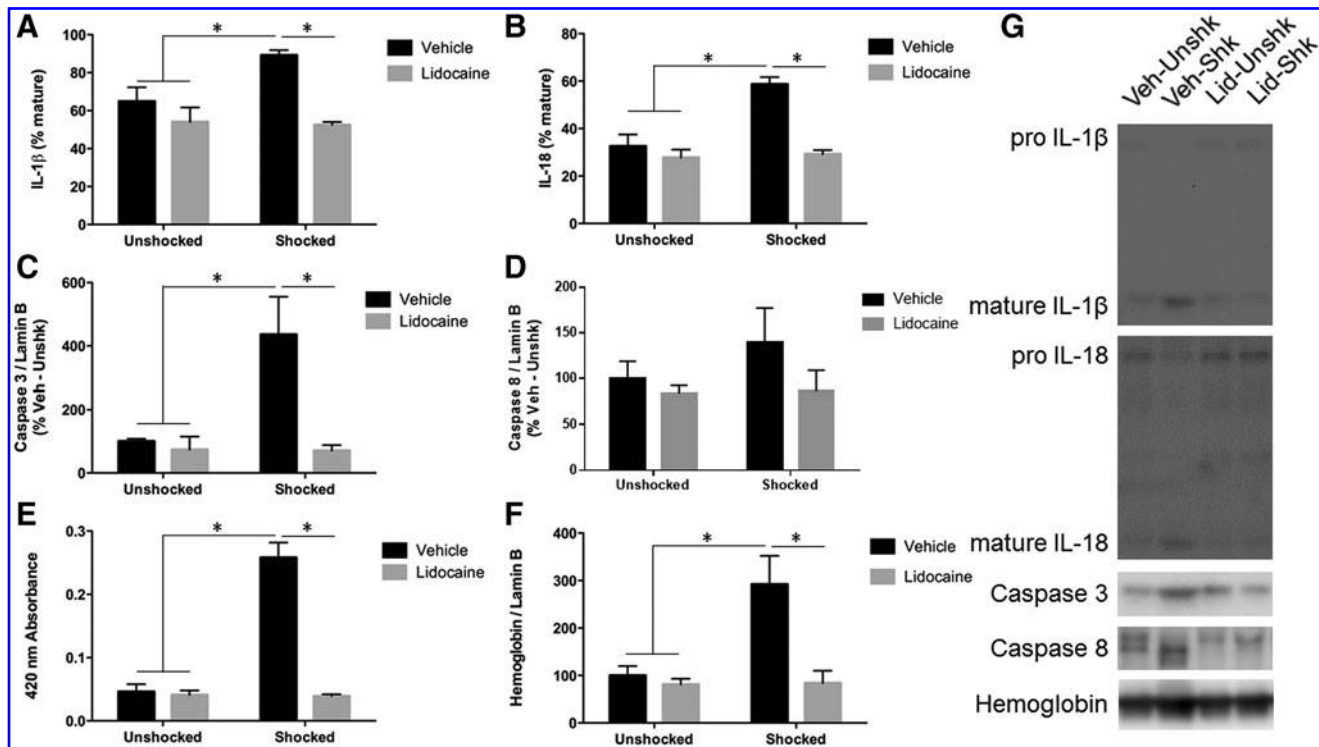 A
IL-1β (% mature)
100
80
60
40
20
0
*
*
Unshocked
Shocked
Vehicle
Lidocaine
B
IL-18 (% mature)
80
60
40
20
0
*
*
Unshocked
Shocked
Vehicle
Lidocaine
C
Caspase 3 / Lamin B
(% Veh - Unshk)
600
400
200
0
*
*
Unshocked
Shocked
Vehicle
Lidocaine
D
Caspase 8 / Lamin B
(% Veh - Unshk)
200
150
100
50
0
Unshocked
Shocked
Vehicle
Lidocaine
E
420 nm Absorbance
0.3
0.2
0.1
0.0
*
*
Unshocked
Shocked
Vehicle
Lidocaine
F
Hemoglobin / Lamin B
400
300
200
100
0
*
*
Unshocked
Shocked
Vehicle
Lidocaine
G
Veh-Unshk
Veh-Shk
Lid-Unshk
Lid-Shk
pro IL-1β
mature IL-1β
pro IL-18
mature IL-18
Caspase 3
Caspase 8
Hemoglobin